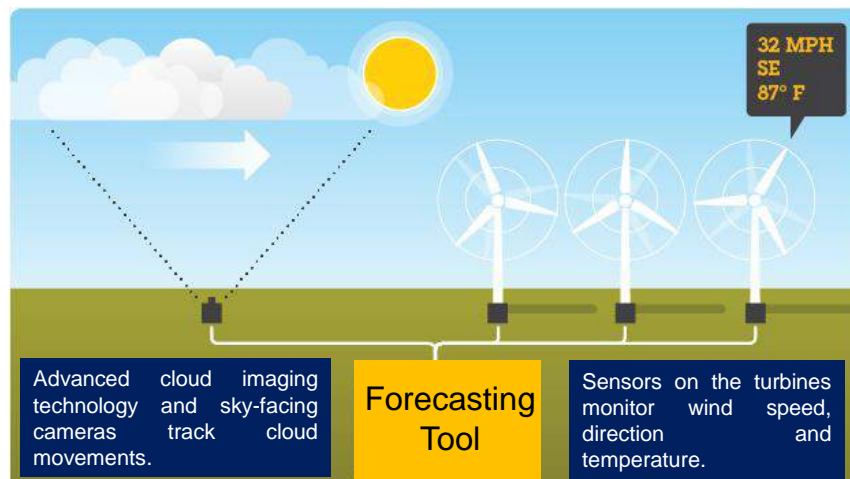 32 MPH
SE
87° F
Advanced cloud imaging
technology and sky-facing
cameras track cloud
movements.
Forecasting
Tool
Sensors on the turbines
monitor wind speed,
direction and
temperature.